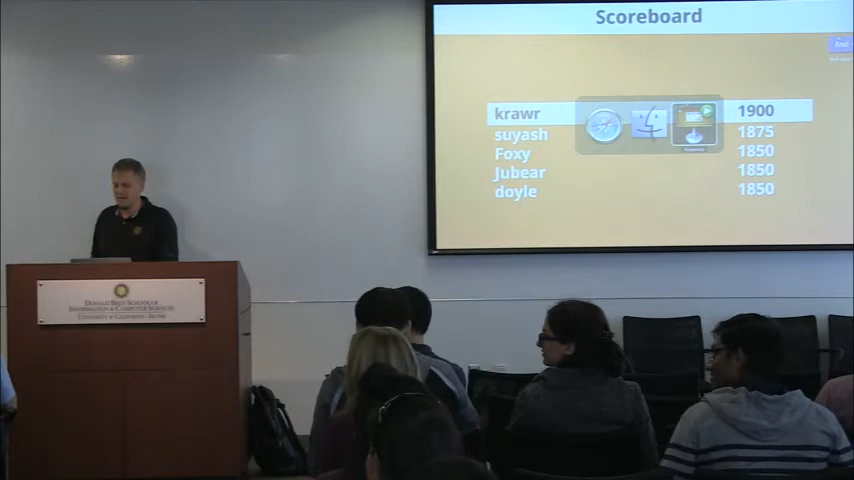 Scoreboard
End
krawr 1900
suyash 1875
Foxy 1850
Jubear 1850
doyle 1850
DONALD BREN SCHOOL OF
INFORMATION & COMPUTER SCIENCES
UNIVERSITY OF CALIFORNIA • IRVINE